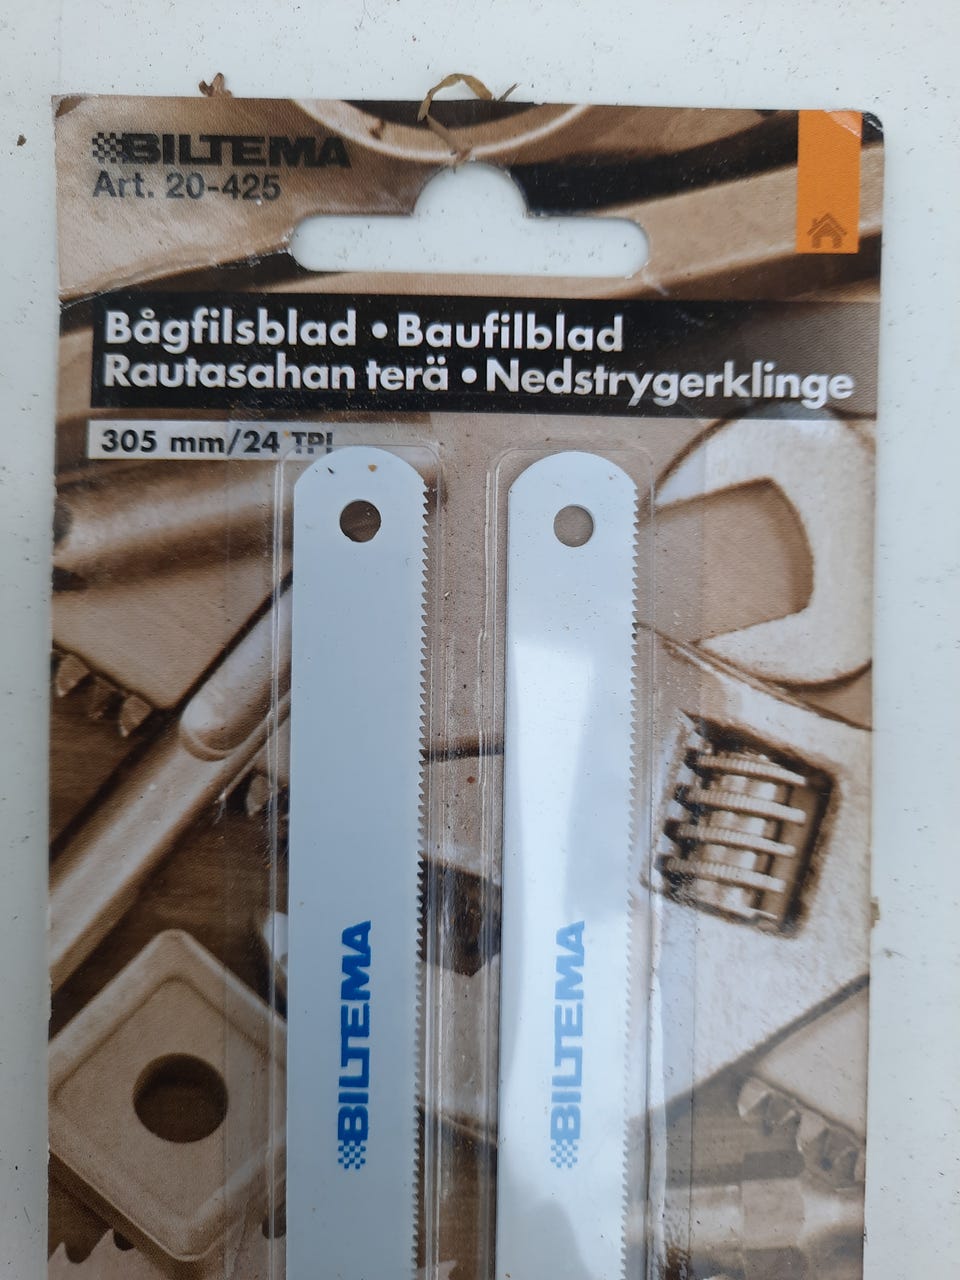 BILTEMA
Art. 20-425
Bågfilsblad • Baufilblad
Rautasahan terä • Nedstrygerklinge
305 mm/24 TPI
BILTEMA
BILTEMA